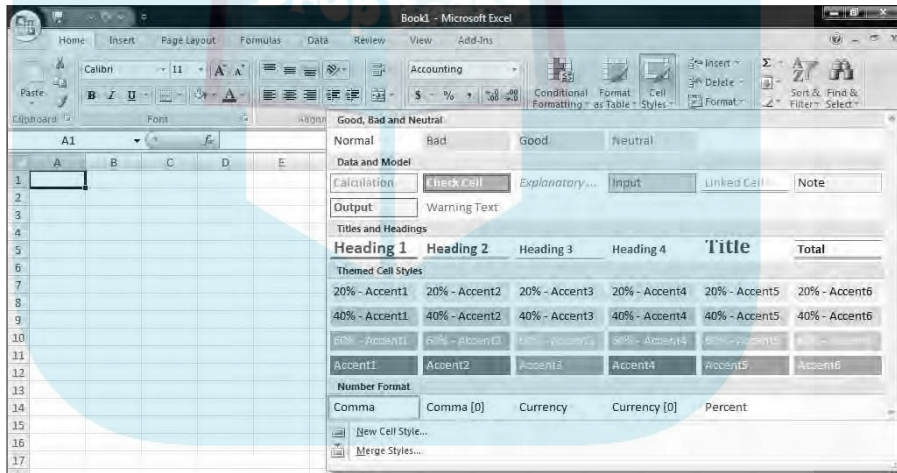 Book1 - Microsoft Excel
Home Insert Page Layout Formulas Data Review View Add-Ins
Calibri 11 A A Accounting
Paste B I U A $ % , Conditional Formatting Format as Table Cell Styles Insert Delete Format Σ Sort & Filter Find & Select
Clipboard Font
A1 fx
A B C D E
1
2
3
4
5
6
7
8
9
10
11
12
13
14
15
16
17
Good, Bad and Neutral
Normal Bad Good Neutral
Data and Model
Calculation Check Cell Explanatory ... Input Linked Cell Note
Output Warning Text
Titles and Headings
Heading 1 Heading 2 Heading 3 Heading 4 Title Total
Themed Cell Styles
20% - Accent1 20% - Accent2 20% - Accent3 20% - Accent4 20% - Accent5 20% - Accent6
40% - Accent1 40% - Accent2 40% - Accent3 40% - Accent4 40% - Accent5 40% - Accent6
60% - Accent1 60% - Accent2 60% - Accent4
Accent1 Accent2 Accent3 Accent4 Accent5 Accent6
Number Format
Comma Comma [0] Currency Currency [0] Percent
New Cell Style...
Merge Styles...